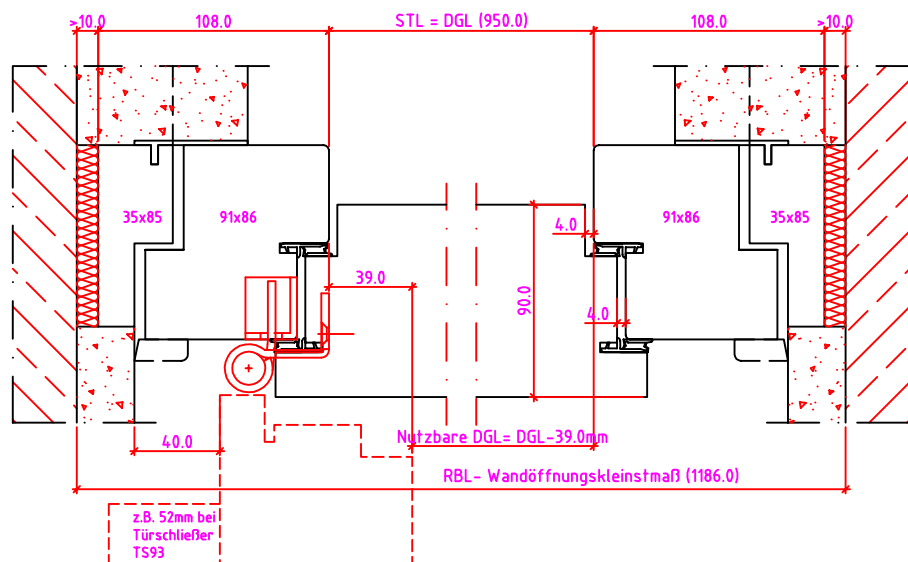 >10.0 108.0 STL = DGL (950.0) 108.0 >10.0
35x85 91x86 91x86 35x85
4.0
39.0
90.0
4.0
40.0
Nutzbare DGL= DGL-39.0mm
RBL- Wandöffnungskleinstmaß (1186.0)
z.B. 52mm bei
Türschließer
TS93